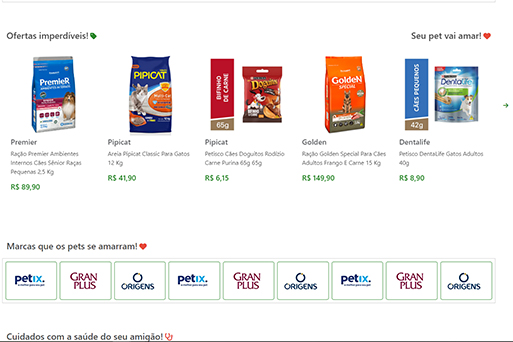 Ofertas imperdíveis!
Seu pet vai amar!
PremieR
PIPICAT
BIFINHO DE CARNE
65g
Doguitos
GoldeN
SPECIAL
CÃES PEQUENOS
42g
DentaLife
Premier
Ração Premier Ambientes
Internos Cães Sênior Raças
Pequenas 2,5 Kg
R$ 89,90
Pipicat
Areia Pipicat Classic Para Gatos
12 Kg
R$ 41,90
Pipicat
Petisco Cães Doguitos Rodizio
Carne Purina 65g 65g
R$ 6,15
Golden
Ração Golden Special Para Cães
Adultos Frango E Carne 15 Kg
R$ 149,90
Dentalife
Petisco DentaLife Gatos Adultos
40g
R$ 8,90
Marcas que os pets se amarram!
petix.
GRAN PLUS
ORIGENS
petix.
GRAN PLUS
ORIGENS
petix.
GRAN PLUS
ORIGENS
Cuidados com a saúde do seu amigão!